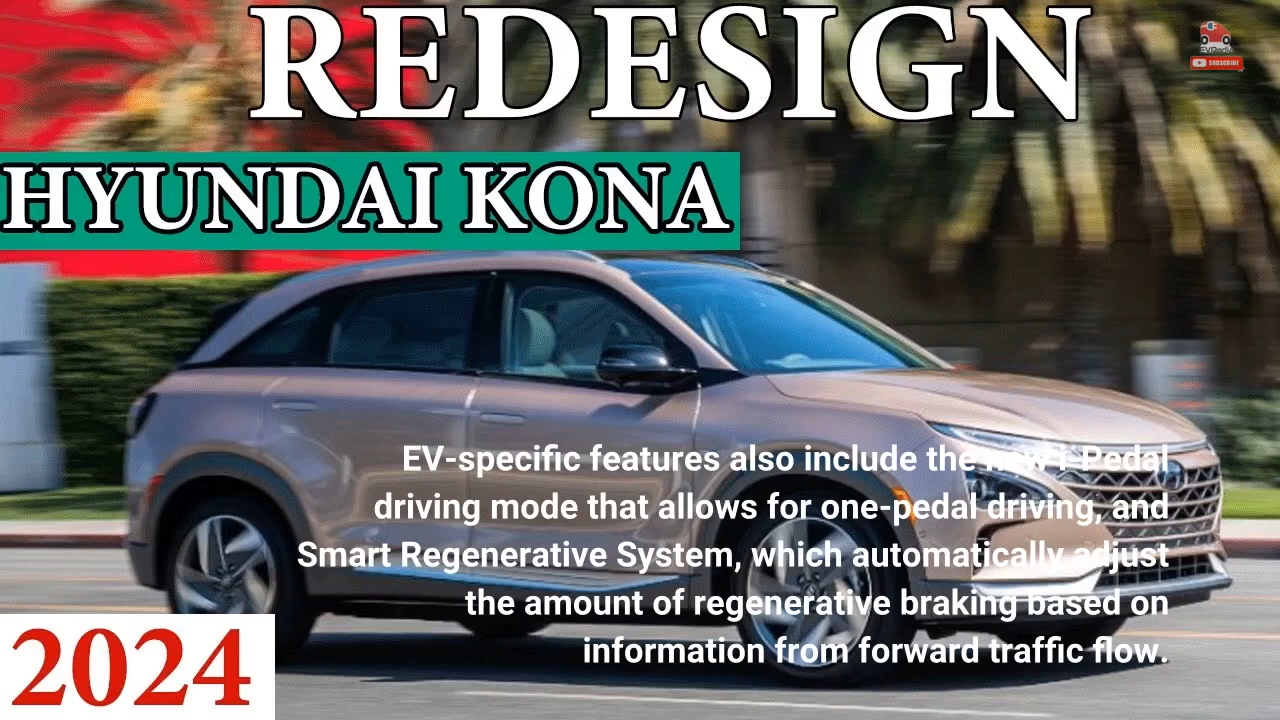 REDESIGN
EVPedia
SUBSCRIBE
HYUNDAI KONA
EV-specific features also include the new i-Pedal
driving mode that allows for one-pedal driving, and
Smart Regenerative System, which automatically adjust
the amount of regenerative braking based on
information from forward traffic flow.
2024